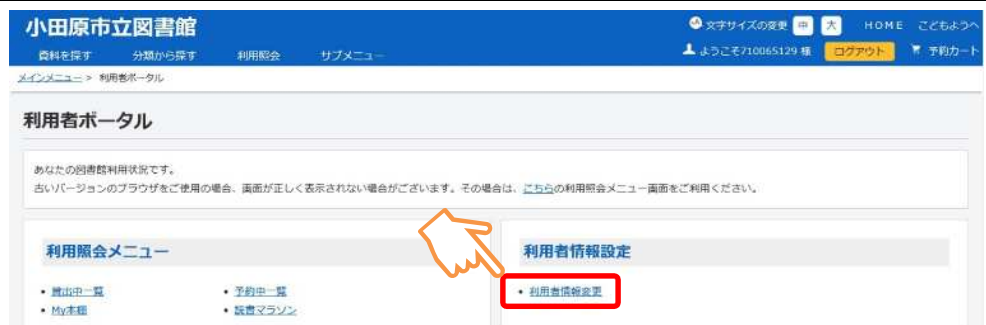 小田原市立図書館
文字サイズの変更 中 大 HOME こどもようへ
資料を探す 分類から探す 利用照会 サブメニュー
ようこそ710065129 様 ログアウト 予約カート
メインメニュー > 利用者ポータル
利用者ポータル
あなたの図書館利用状況です。
古いバージョンのブラウザをご使用の場合、画面が正しく表示されない場合がございます。その場合は、こちらの利用照会メニュー画面をご利用ください。
利用照会メニュー
利用者情報設定
• 貸出中一覧
• 予約中一覧
• 利用者情報変更
• My本棚
• 読書マラソン